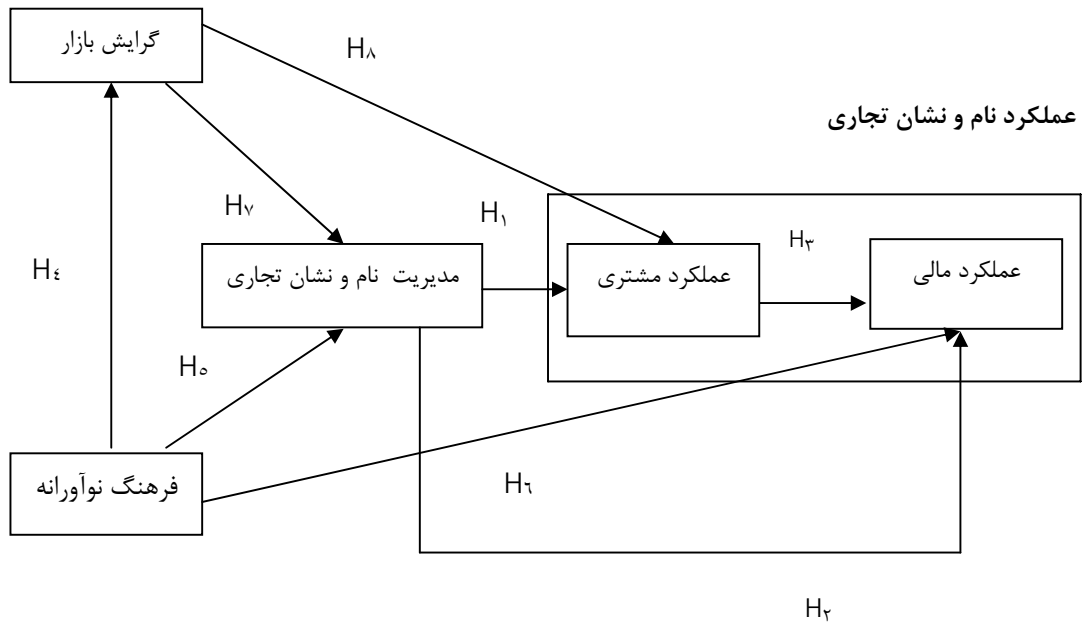 گرایش بازار
H۸
عملکرد نام و نشان تجاری
H۷
H۱
H۳
H٤
مدیریت نام و نشان تجاری
عملکرد مشتری
عملکرد مالی
H۵
فرهنگ نوآورانه
H٦
H۲